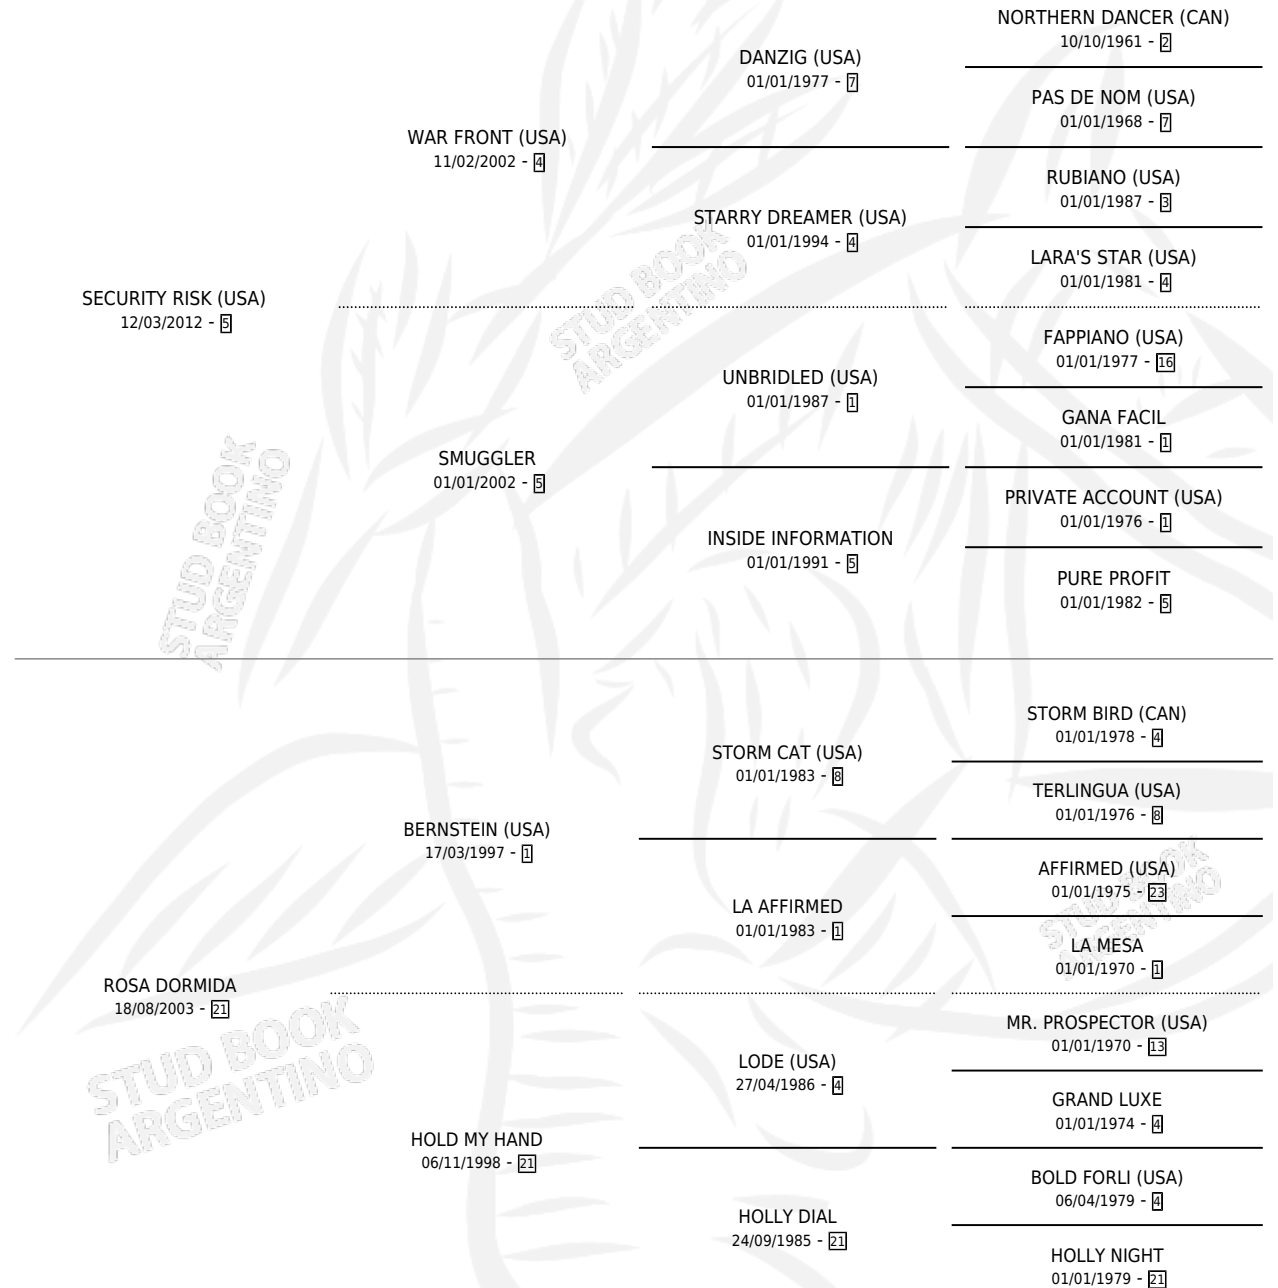 NORTHERN DANCER (CAN)
10/10/1961 - 2
DANZIG (USA)
01/01/1977 - 7
PAS DE NOM (USA)
01/01/1968 - 7
WAR FRONT (USA)
11/02/2002 - 4
RUBIANO (USA)
01/01/1987 - 3
STARRY DREAMER (USA)
01/01/1994 - 4
LARA'S STAR (USA)
01/01/1981 - 4
SECURITY RISK (USA)
12/03/2012 - 5
FAPPIANO (USA)
01/01/1977 - 16
UNBRIDLED (USA)
01/01/1987 - 1
GANA FACIL
01/01/1981 - 1
SMUGGLER
01/01/2002 - 5
PRIVATE ACCOUNT (USA)
01/01/1976 - 1
INSIDE INFORMATION
01/01/1991 - 5
PURE PROFIT
01/01/1982 - 5
STUD BOOK
ARGENTINO
STUD BOOK
ARGENTINO
STORM BIRD (CAN)
01/01/1978 - 4
STORM CAT (USA)
01/01/1983 - 8
TERLINGUA (USA)
01/01/1976 - 8
BERNSTEIN (USA)
17/03/1997 - 1
AFFIRMED (USA)
01/01/1975 - 23
LA AFFIRMED
01/01/1983 - 1
LA MESA
01/01/1970 - 1
STUD BOOK
ARGENTINO
ROSA DORMIDA
18/08/2003 - 21
MR. PROSPECTOR (USA)
01/01/1970 - 13
LODE (USA)
27/04/1986 - 4
GRAND LUXE
01/01/1974 - 4
HOLD MY HAND
06/11/1998 - 21
BOLD FORLI (USA)
06/04/1979 - 4
HOLLY DIAL
24/09/1985 - 21
HOLLY NIGHT
01/01/1979 - 21
STUD BOOK
ARGENTINO